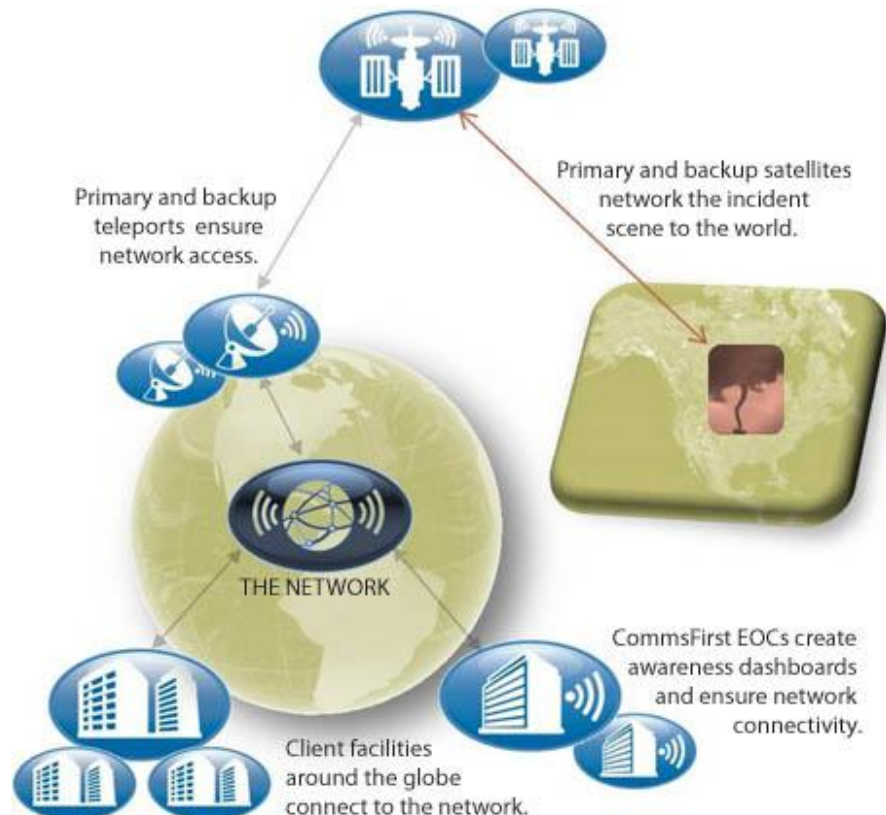 Primary and backup
teleports ensure
network access.
Primary and backup satellites
network the incident
scene to the world.
THE NETWORK
CommsFirst EOCs create
awareness dashboards
and ensure network
connectivity.
Client facilities
around the globe
connect to the network.